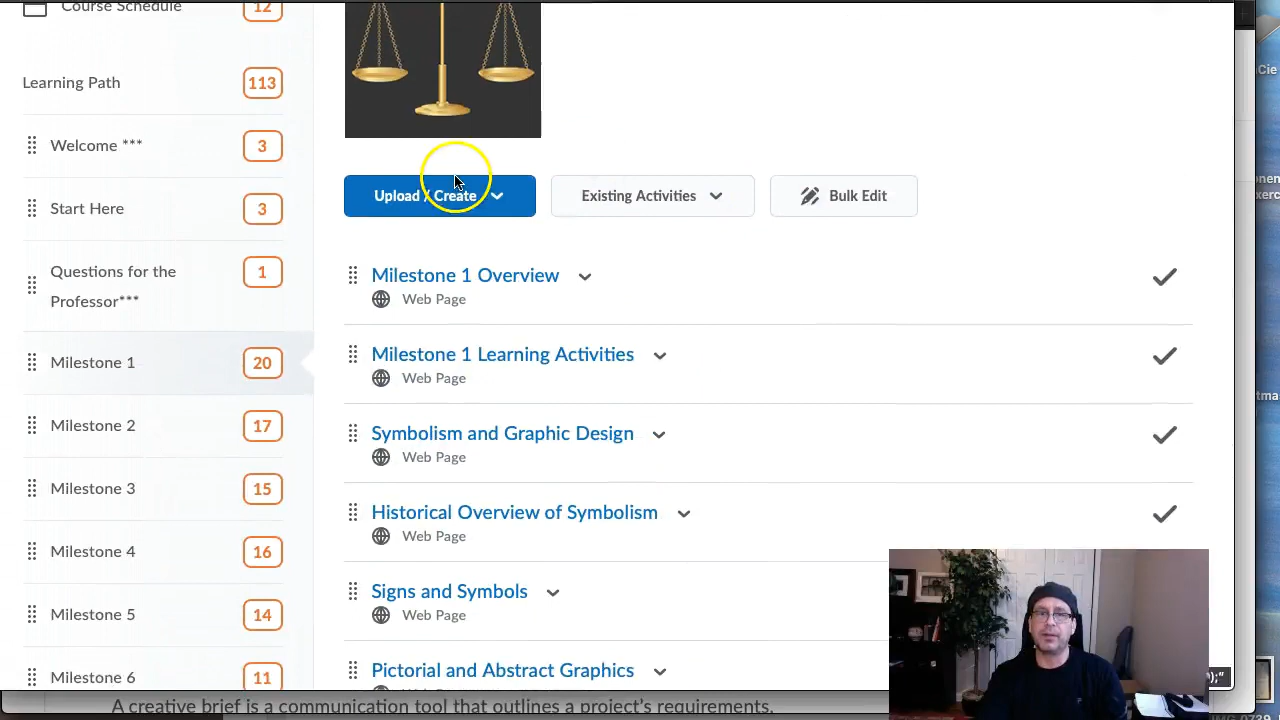 Course Schedule
12
Learning Path
113
Welcome ***
3
Start Here
3
Questions for the
Professor***
1
Milestone 1
20
Milestone 2
17
Milestone 3
15
Milestone 4
16
Milestone 5
14
Milestone 6
11
Upload / Create
Existing Activities
Bulk Edit
Milestone 1 Overview
Web Page
Milestone 1 Learning Activities
Web Page
Symbolism and Graphic Design
Web Page
Historical Overview of Symbolism
Web Page
Signs and Symbols
Web Page
Pictorial and Abstract Graphics
A creative brief is a communication tool that outlines a project's requirements,